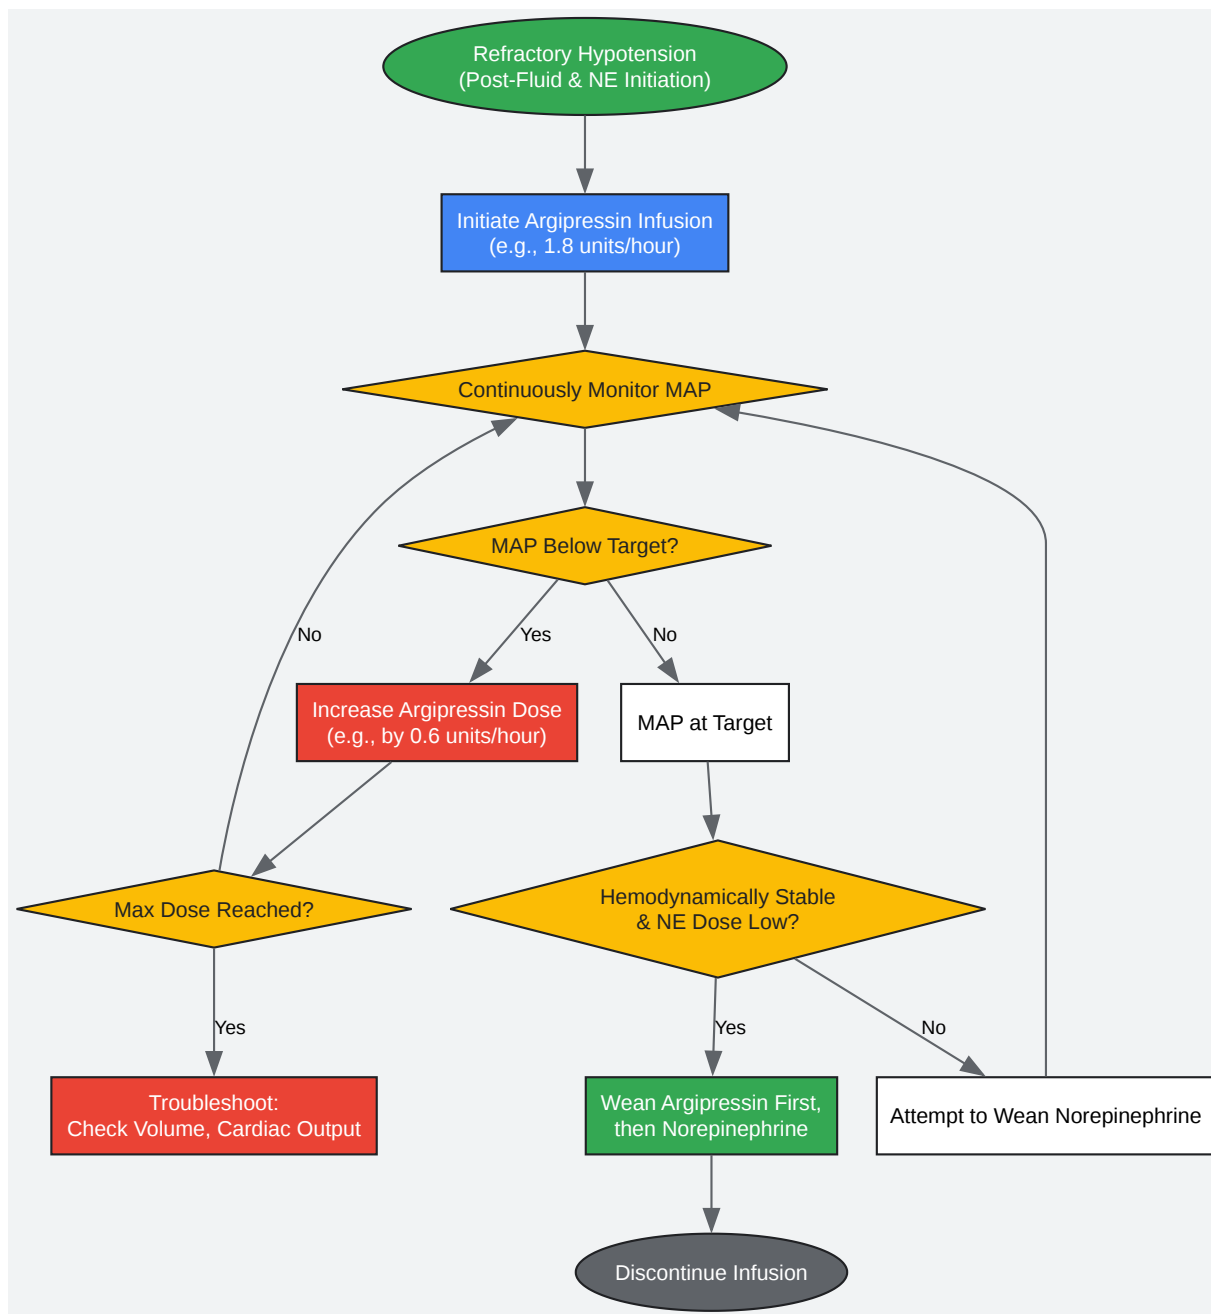 Refractory Hypotension
(Post-Fluid & NE Initiation)
Initiate Argipressin Infusion
(e.g., 1.8 units/hour)
Continuously Monitor MAP
MAP Below Target?
No
Yes
No
Increase Argipressin Dose
(e.g., by 0.6 units/hour)
MAP at Target
Max Dose Reached?
Hemodynamically Stable
& NE Dose Low?
Yes
Yes
No
Troubleshoot:
Check Volume, Cardiac Output
Wean Argipressin First,
then Norepinephrine
Attempt to Wean Norepinephrine
Discontinue Infusion